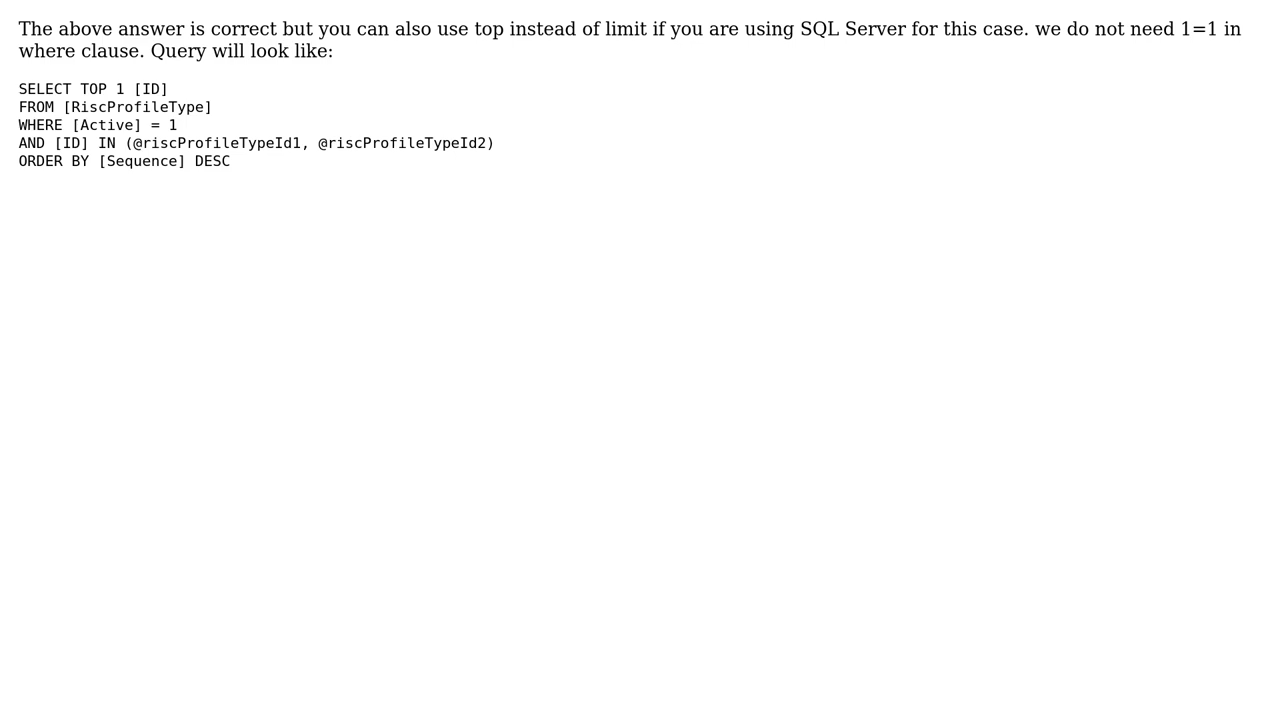 The above answer is correct but you can also use top instead of limit if you are using SQL Server for this case. we do not need 1=1 in
where clause. Query will look like:
SELECT TOP 1 [ID]
FROM [RiscProfileType]
WHERE [Active] = 1
AND [ID] IN (@riscProfileTypeId1, @riscProfileTypeId2)
ORDER BY [Sequence] DESC